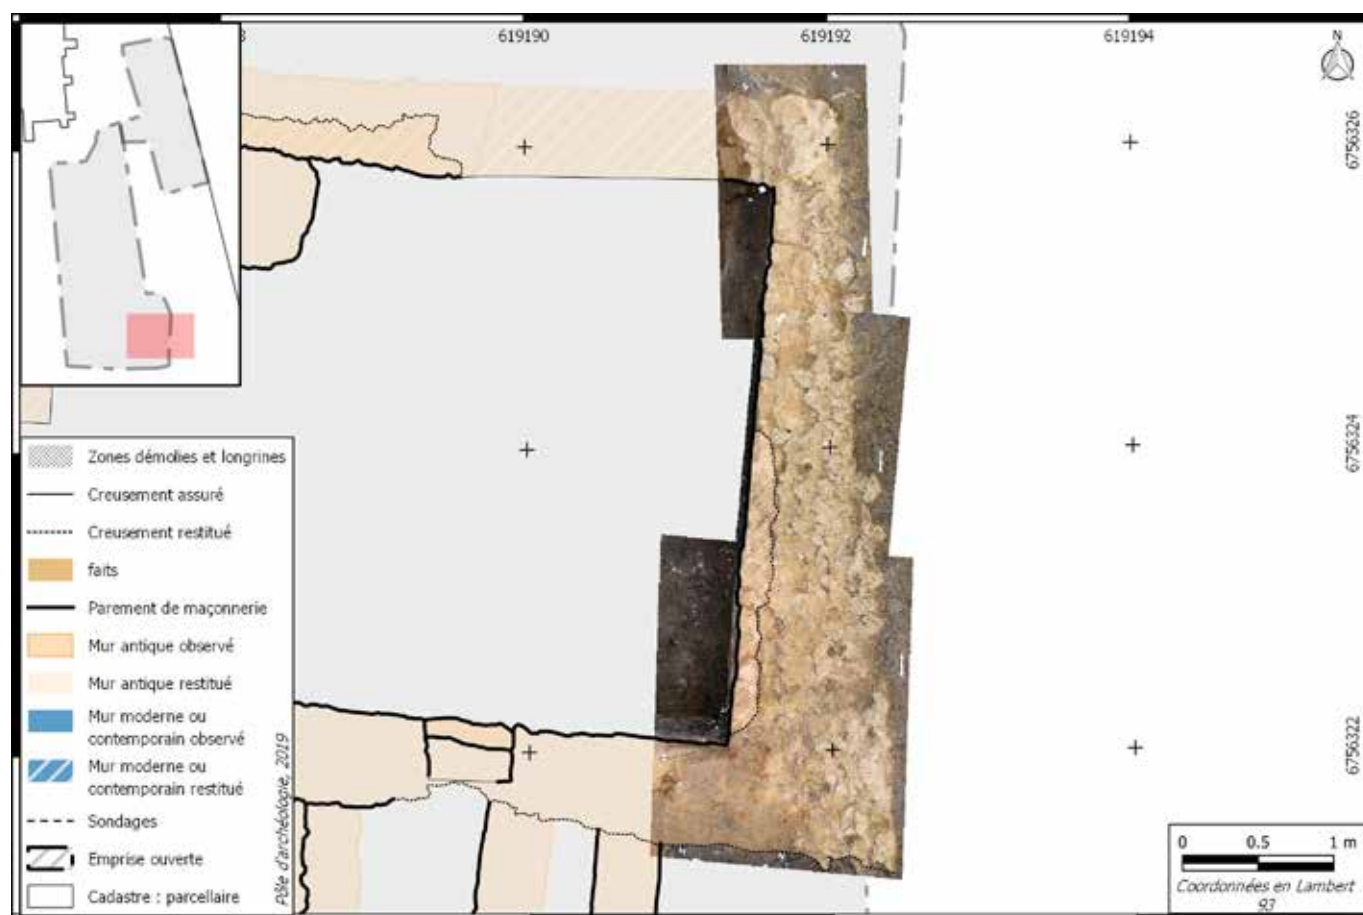 8
619190
619192
619194
N
6756326
6756324
6756322
Zones démolies et longrines
Creusement assuré
Creusement restitué
faits
Parement de maçonnerie
Mur antique observé
Mur antique restitué
Mur moderne ou
contemporain observé
Mur moderne ou
contemporain restitué
Sondages
Emprise ouverte
Cadastre : parcellaire
Pôle d'archéologie, 2019
0 0.5 1 m
Coordonnées en Lambert
93